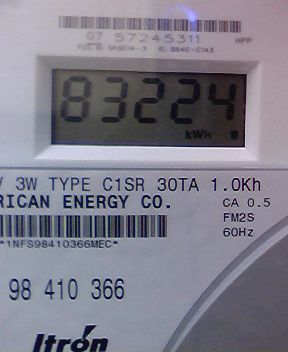 07 57245311 HPP
83224
kWh
V 3W TYPE C1SR 30TA 1.0Kh
RICAN ENERGY CO. CA 0.5
FM2S
*1NFS98410366MEC* 60Hz
98 410 366
Itron